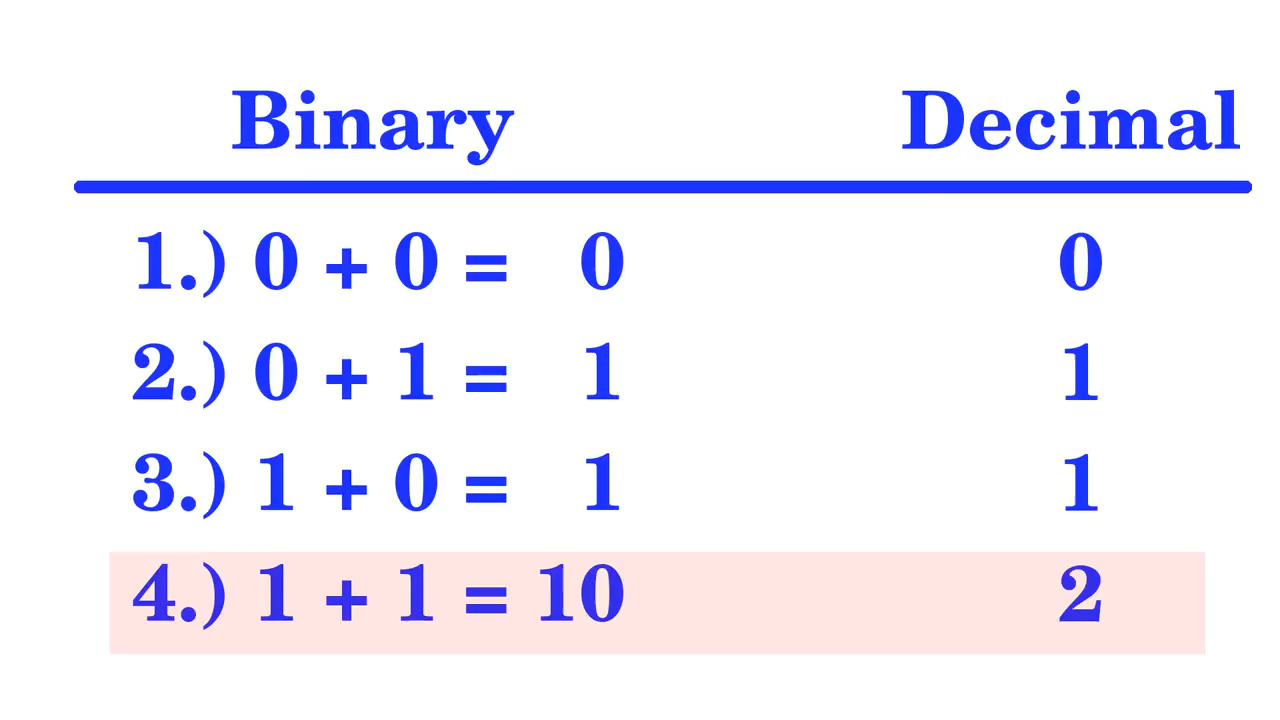 Binary Decimal
1.) 0 + 0 = 0 0
2.) 0 + 1 = 1 1
3.) 1 + 0 = 1 1
4.) 1 + 1 = 10 2